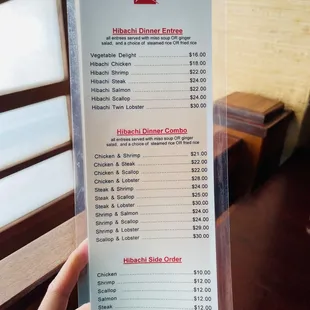 Hibachi Dinner Entree
all entrees served with miso soup OR ginger
salad, and a choice of steamed rice OR fried rice
Vegetable Delight $16.00
Hibachi Chicken $18.00
Hibachi Shrimp $22.00
Hibachi Steak $24.00
Hibachi Salmon $22.00
Hibachi Scallop $24.00
Hibachi Twin Lobster $30.00
Hibachi Dinner Combo
all entrees served with miso soup OR ginger
salad, and a choice of steamed rice OR fried rice
Chicken & Shrimp $21.00
Chicken & Steak $22.00
Chicken & Scallop $22.00
Chicken & Lobster $28.00
Steak & Shrimp $24.00
Steak & Scallop $25.00
Steak & Lobster $30.00
Shrimp & Salmon $24.00
Shrimp & Scallop $24.00
Shrimp & Lobster $28.00
Scallop & Lobster $30.00
Hibachi Side Order
Chicken $10.00
Shrimp $12.00
Scallop $12.00
Salmon $12.00
Steak $12.00